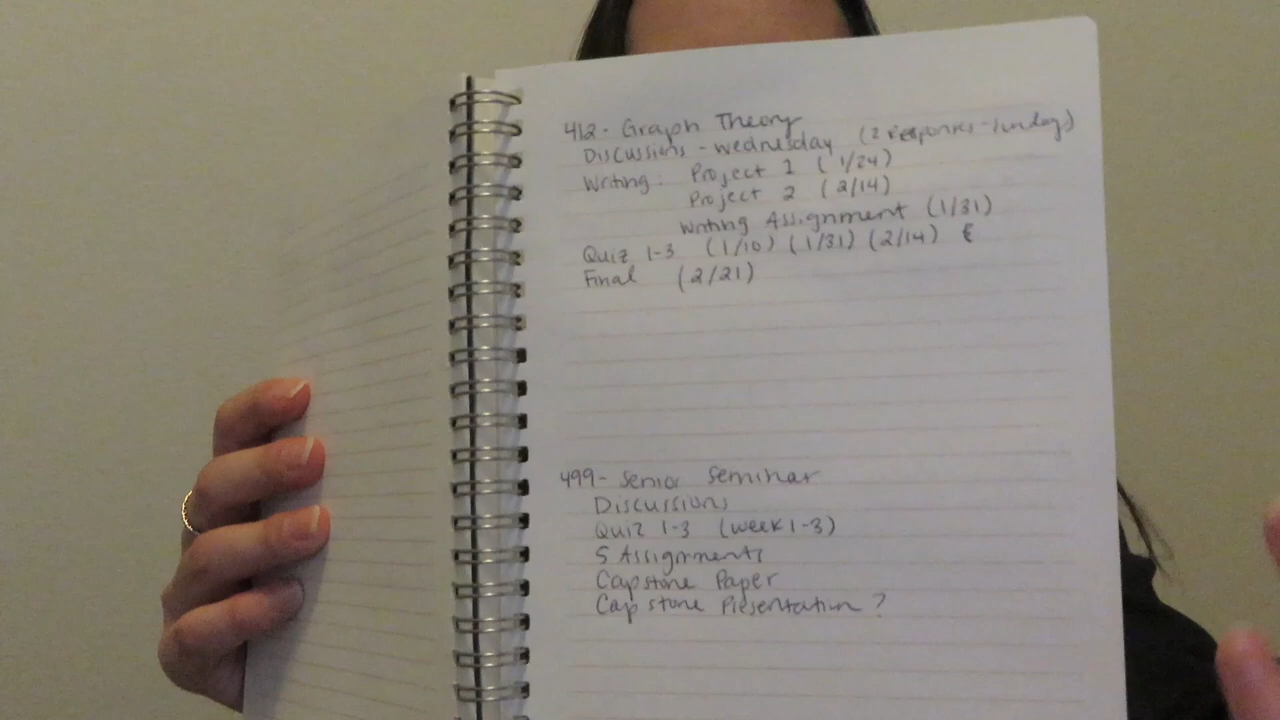 412- Graph Theory
Discussions - Wednesday (2 Responses - Sunday)
Writing: Project 1 (1/24)
Project 2 (2/14)
Writing Assignment (1/31)
Quiz 1-3 (1/10) (1/31) (2/14)
Final (2/21)
499- Senior Seminar
Discussions
Quiz 1-3 (week 1-3)
5 Assignments
Capstone Paper
Capstone Presentation ?